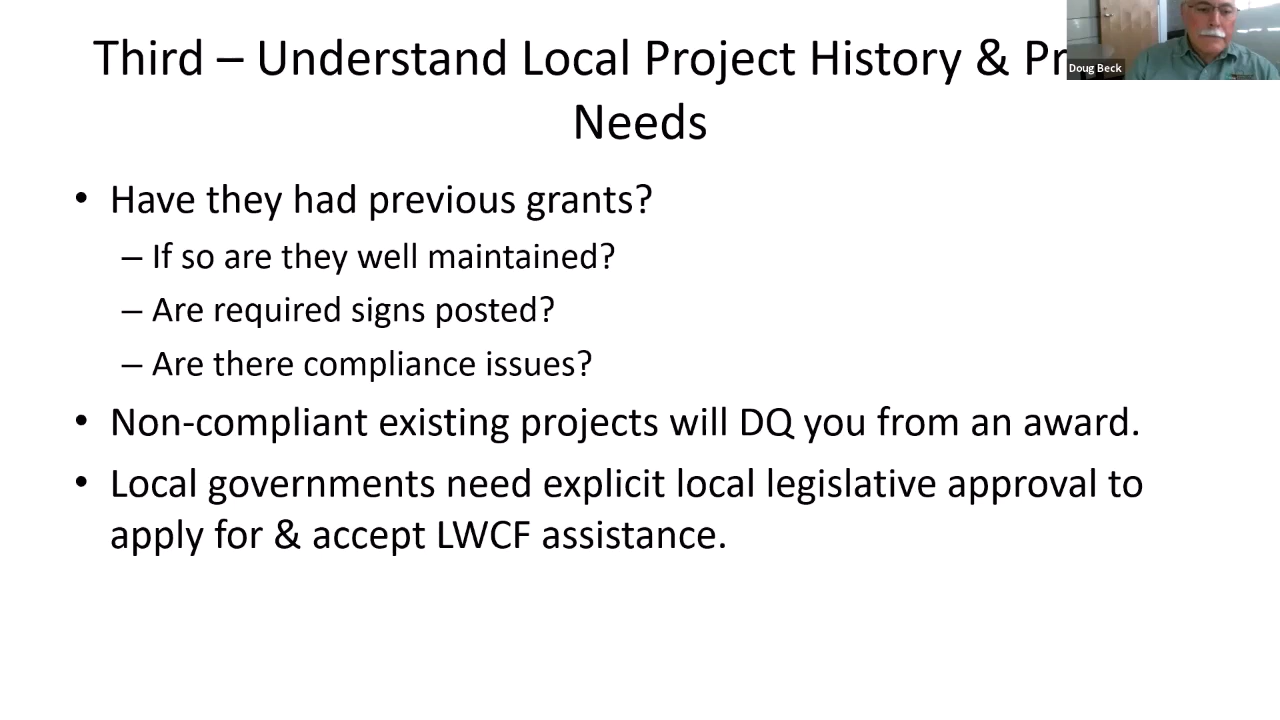 Third – Understand Local Project History & Pr
Needs
• Have they had previous grants?
– If so are they well maintained?
– Are required signs posted?
– Are there compliance issues?
• Non-compliant existing projects will DQ you from an award.
• Local governments need explicit local legislative approval to
apply for & accept LWCF assistance.
Doug Beck